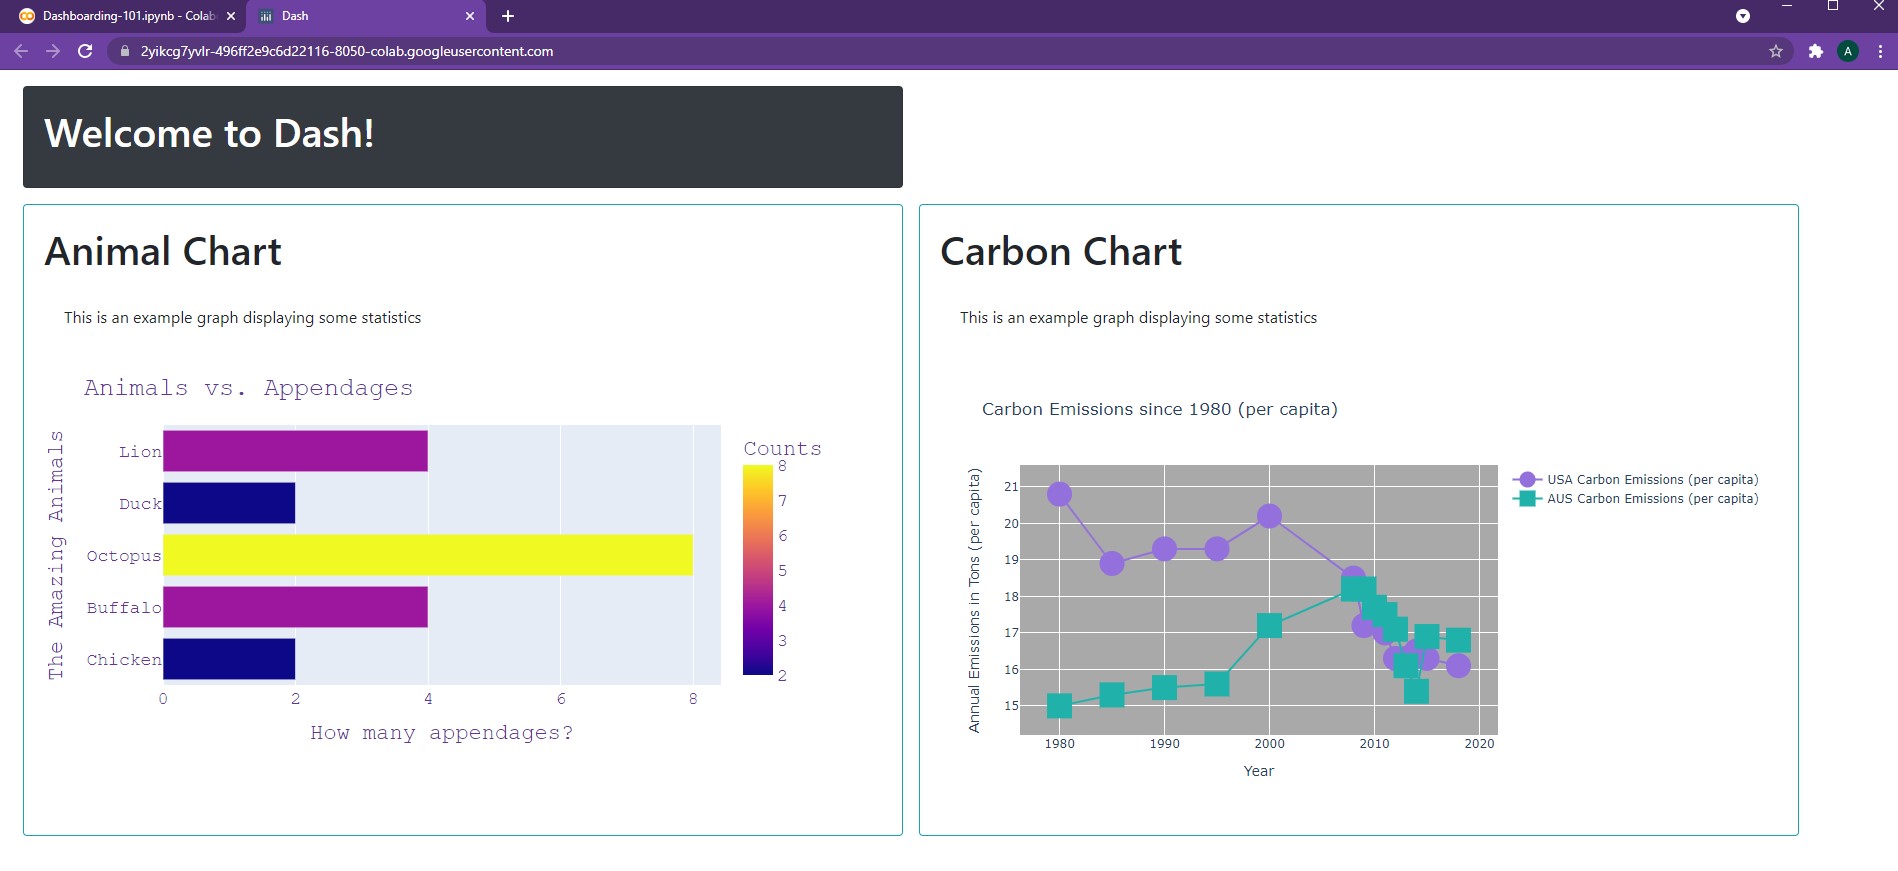 Dashboarding-101.ipynb - Colab
Dash
2yikcg7yvlr-496ff2e9c6d22116-8050-colab.googleusercontent.com
A
Welcome to Dash!
Animal Chart
This is an example graph displaying some statistics
Animals vs. Appendages
The Amazing Animals
Lion
Duck
Octopus
Buffalo
Chicken
0 2 4 6 8
How many appendages?
Counts
8
7
6
5
4
3
2
Carbon Chart
This is an example graph displaying some statistics
Carbon Emissions since 1980 (per capita)
Annual Emissions in Tons (per capita)
21
20
19
18
17
16
15
1980 1990 2000 2010 2020
Year
USA Carbon Emissions (per capita)
AUS Carbon Emissions (per capita)